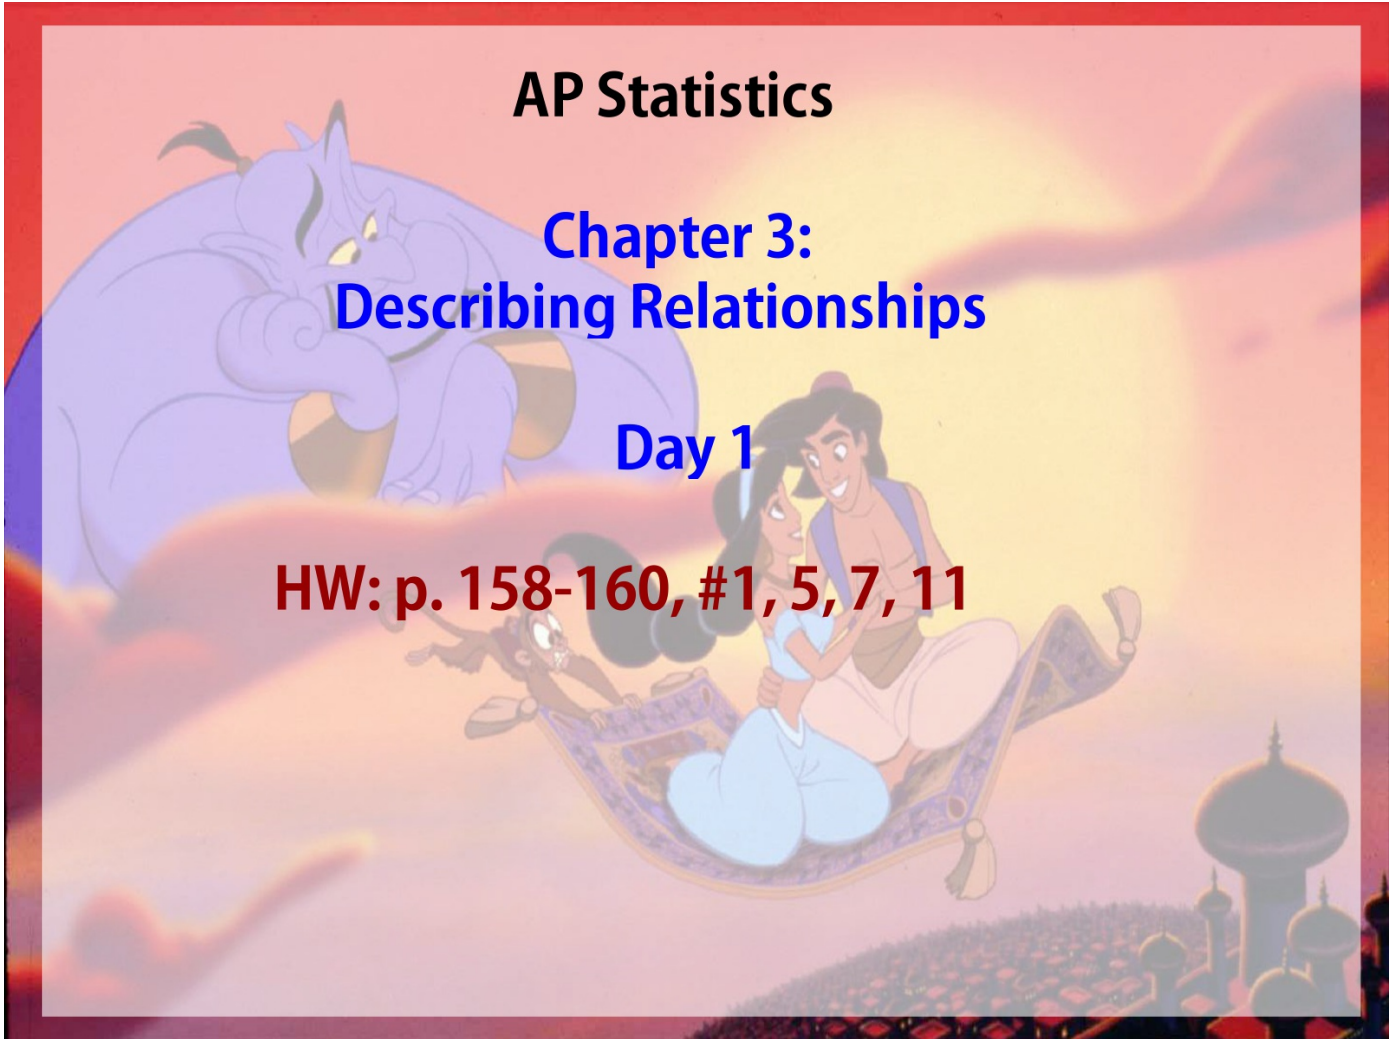 AP Statistics
Chapter 3:
Describing Relationships
Day 1
HW: p. 158-160, #1, 5, 7, 11